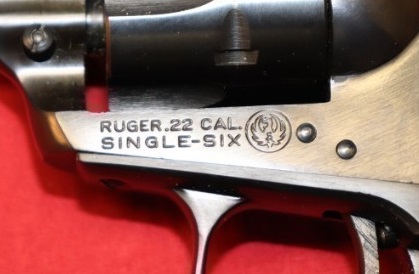 RUGER .22 CAL.
SINGLE-SIX